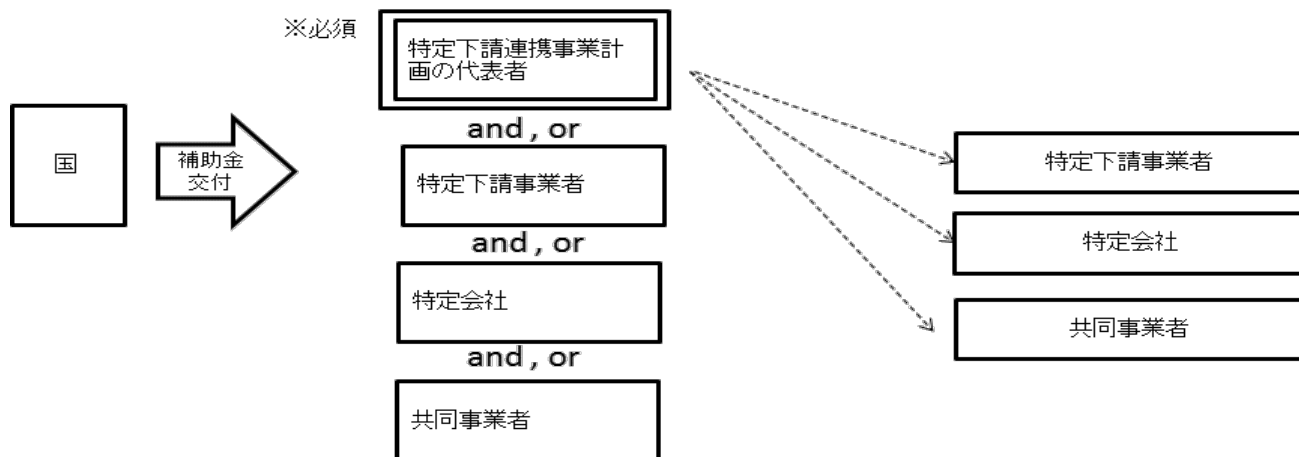 ※必須
特定下請連携事業計
画の代表者
and , or
国
補助金
交付
特定下請事業者
and , or
特定会社
and , or
共同事業者
特定下請事業者
特定会社
共同事業者